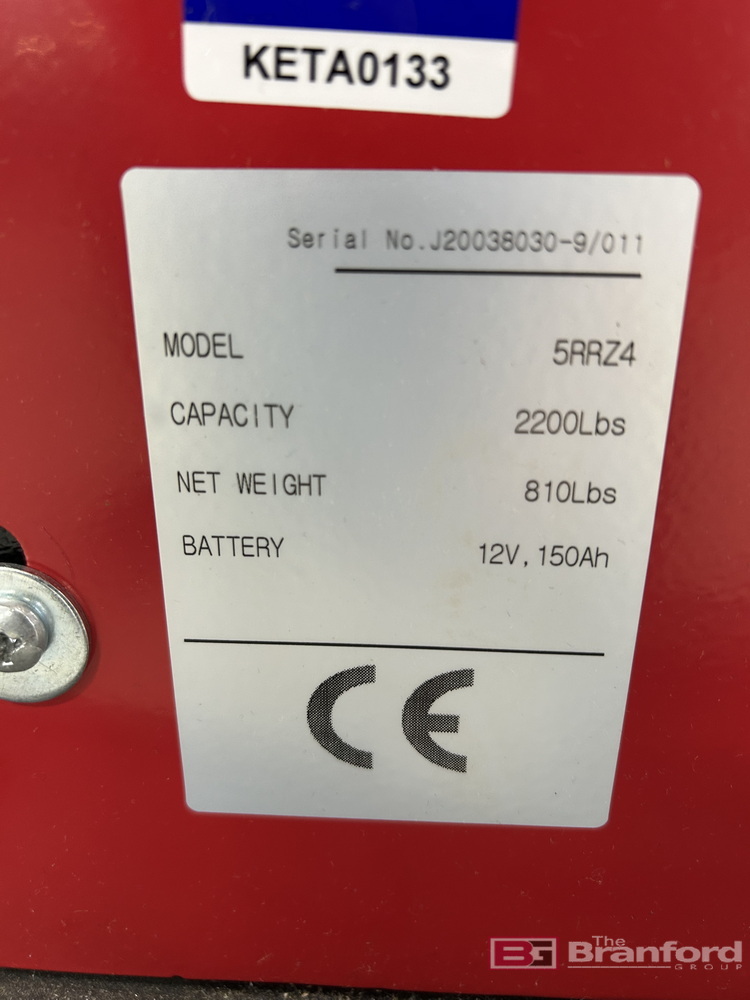 KETA0133
Serial No.J20038030-9/011
MODEL 5RRZ4
CAPACITY 2200Lbs
NET WEIGHT 810Lbs
BATTERY 12V,150Ah
CE
BG The Branford GROUP